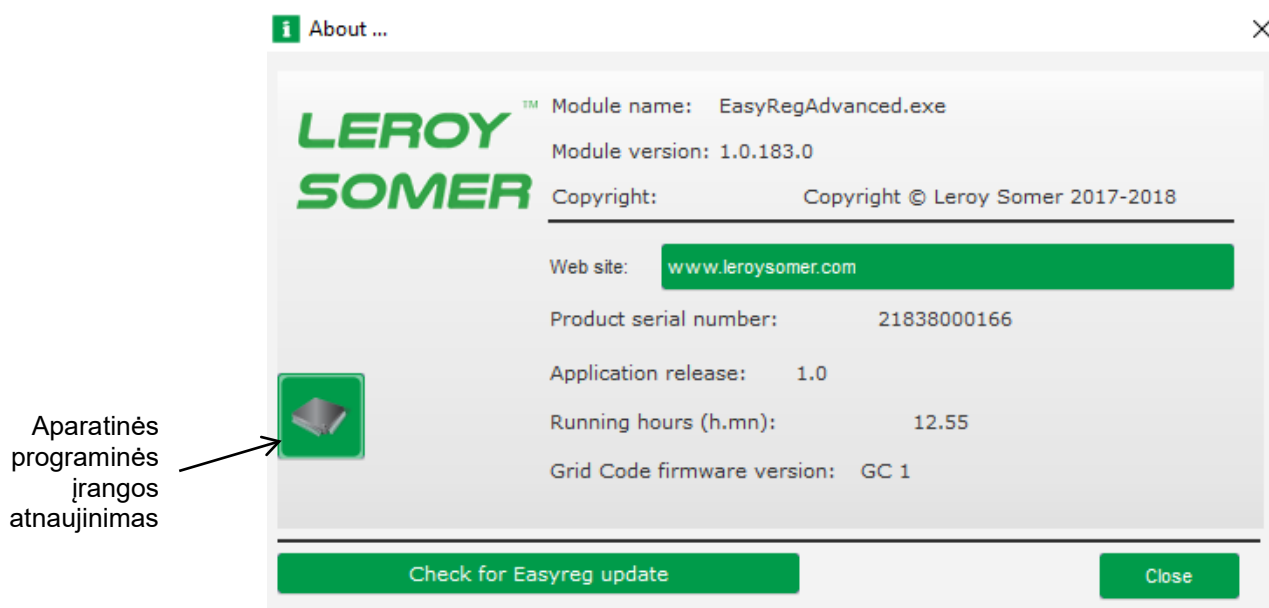 About ...
LEROY™
SOMER
Module name: EasyRegAdvanced.exe
Module version: 1.0.183.0
Copyright: Copyright © Leroy Somer 2017-2018
Web site: www.leroysomer.com
Product serial number: 21838000166
Application release: 1.0
Running hours (h.mn): 12.55
Grid Code firmware version: GC 1
Aparatinės
programinės
įrangos
atnaujinimas
Check for Easyreg update
Close